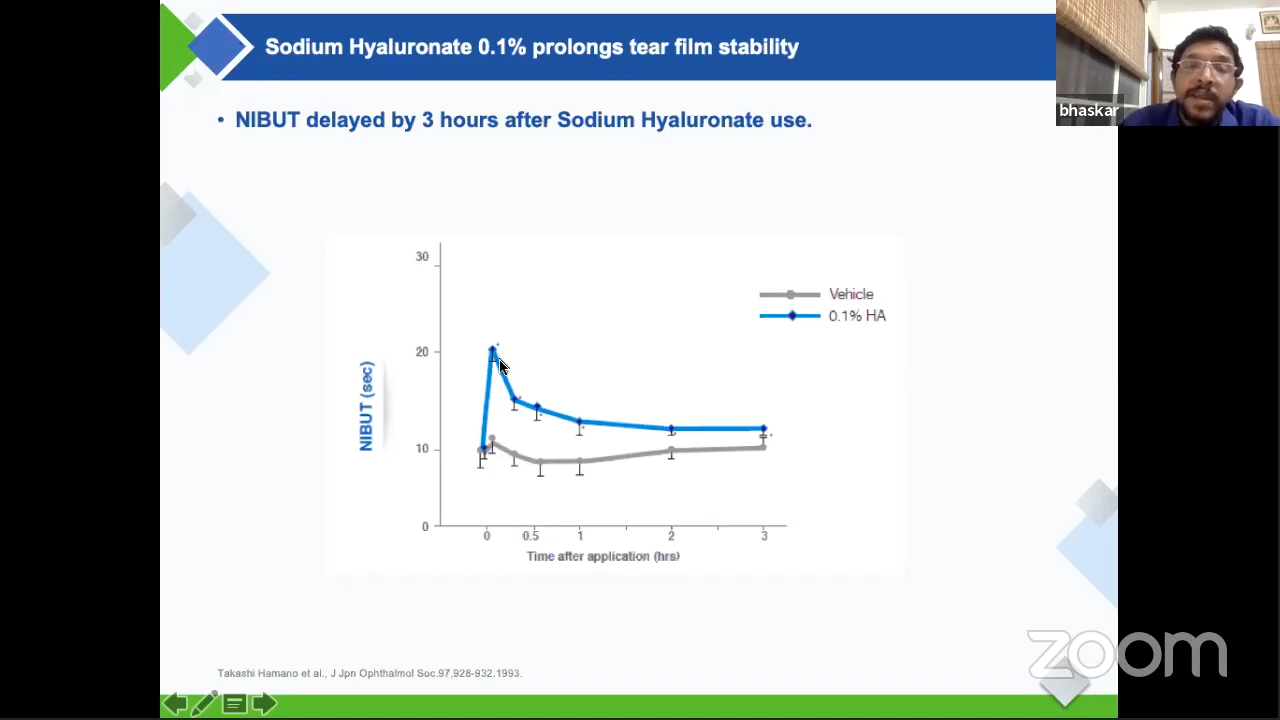 Sodium Hyaluronate 0.1% prolongs tear film stability
bhaskar
• NIBUT delayed by 3 hours after Sodium Hyaluronate use.
30
20
10
0
NIBUT (sec)
Vehicle
0.1% HA
0 0.5 1 2 3
Time after application (hrs)
Takashi Hamano et al., J Jpn Ophthalmol Soc.97,928-932.1993.
zoom